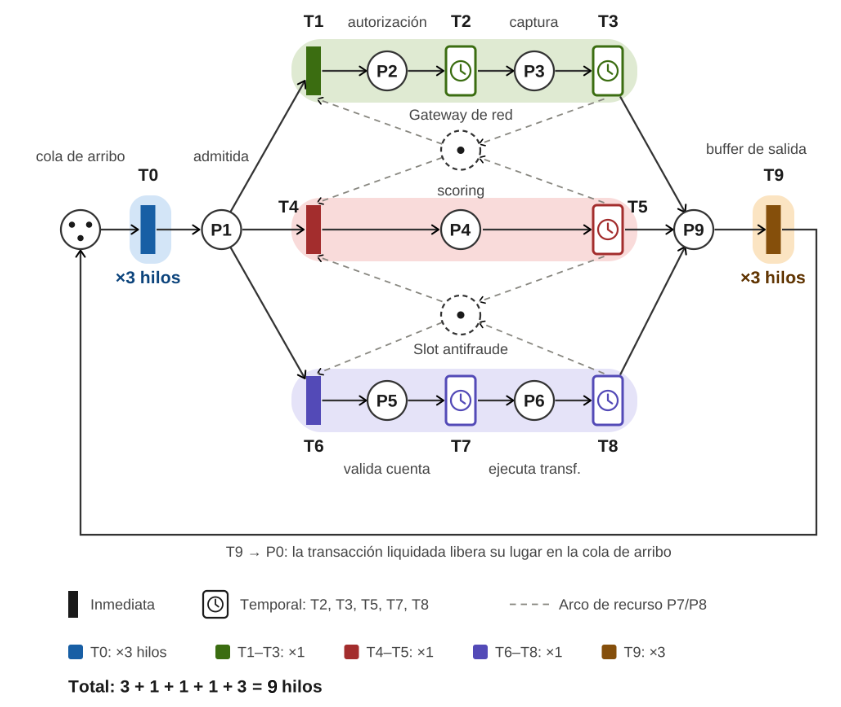 T1 autorización T2 captura T3
P2 P3
Gateway de red
cola de arribo admitida buffer de salida
T0 T9
scoring
T4 T5
P1 P4 P9
×3 hilos ×3 hilos
Slot antifraude
P5 P6
T6 T7 T8
valida cuenta ejecuta transf.
T9 → P0: la transacción liquidada libera su lugar en la cola de arribo
Inmediata Temporal: T2, T3, T5, T7, T8 Arco de recurso P7/P8
T0: ×3 hilos T1–T3: ×1 T4–T5: ×1 T6–T8: ×1 T9: ×3
Total: 3 + 1 + 1 + 1 + 3 = 9 hilos